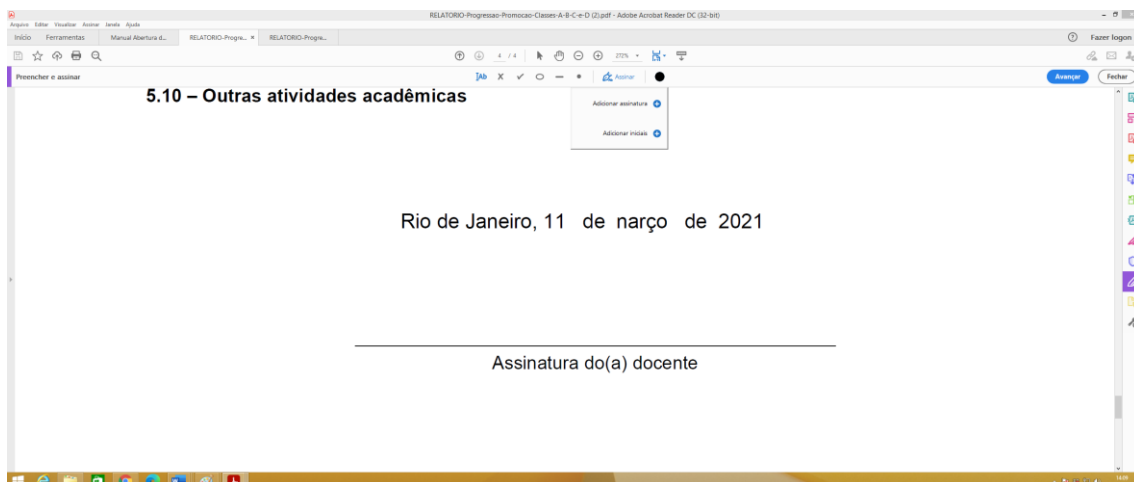 RELATORIO-Progressao-Promocao-Classes-A-B-C-e-D (2).pdf - Adobe Acrobat Reader DC (32-bit)
Arquivo Editar Visualizar Assinar Janela Ajuda
Início Ferramentas Manual Abertura d... RELATORIO-Progre... × RELATORIO-Progre... Fazer logon
4 / 4 272%
Preencher e assinar Ab Assinar Avançar Fechar
5.10 – Outras atividades acadêmicas
Adicionar assinatura
Adicionar iniciais
Rio de Janeiro, 11 de narço de 2021
Assinatura do(a) docente